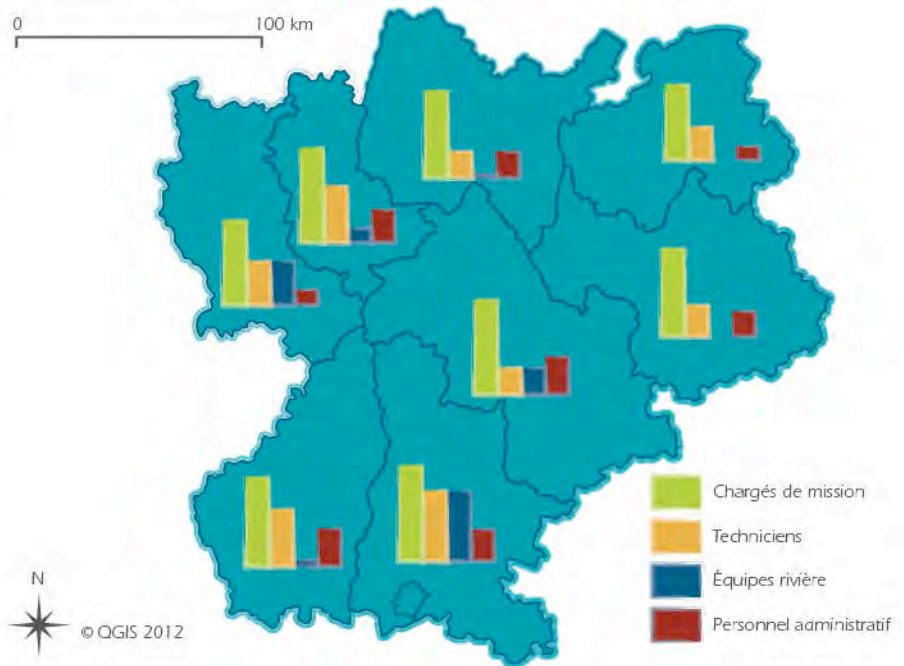 0 100 km
Chargés de mission
Techniciens
Équipes rivière
Personnel administratif
N
© QGIS 2012